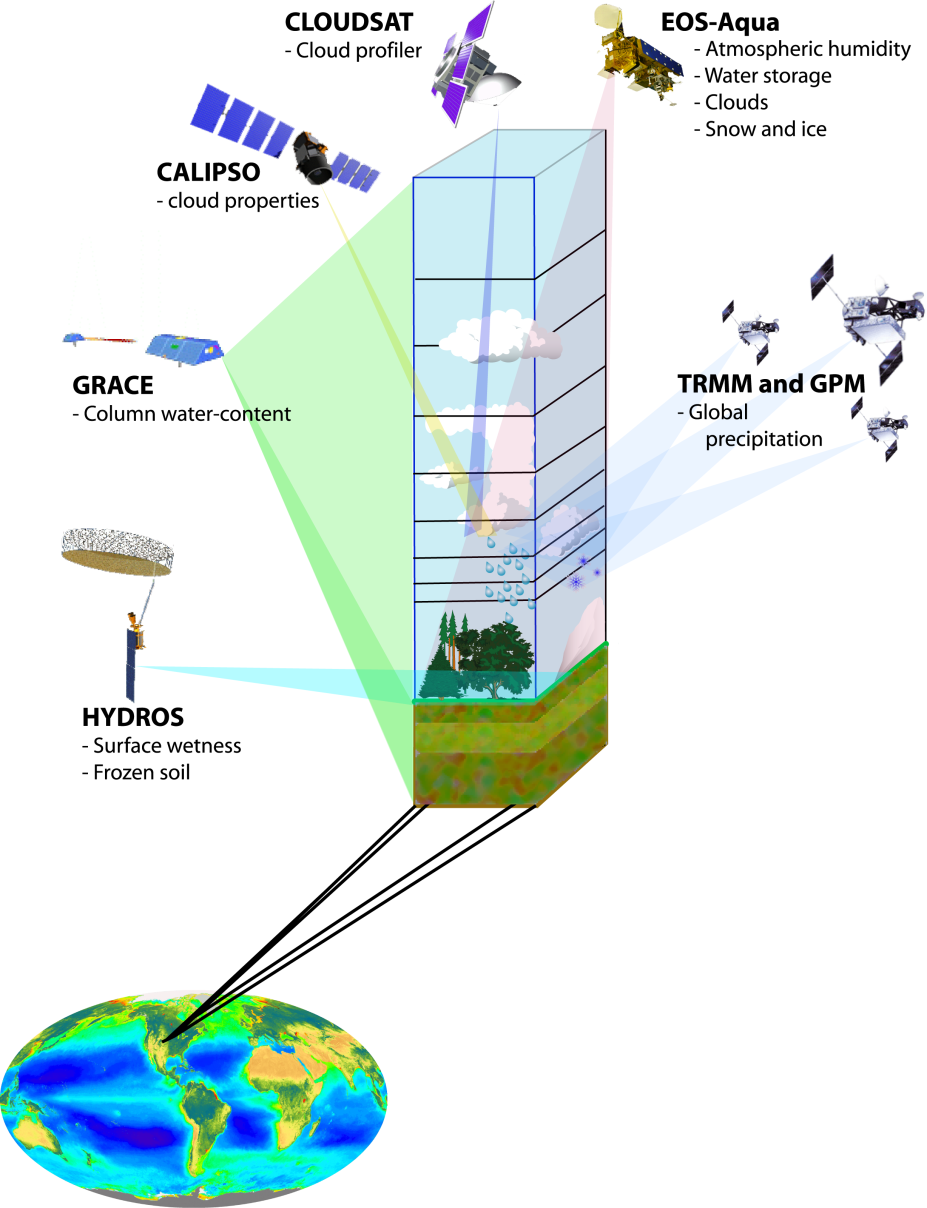 CLOUDSAT
- Cloud profiler
EOS-Aqua
- Atmospheric humidity
- Water storage
- Clouds
- Snow and ice
CALIPSO
- cloud properties
GRACE
- Column water-content
TRMM and GPM
- Global
precipitation
HYDROS
- Surface wetness
- Frozen soil